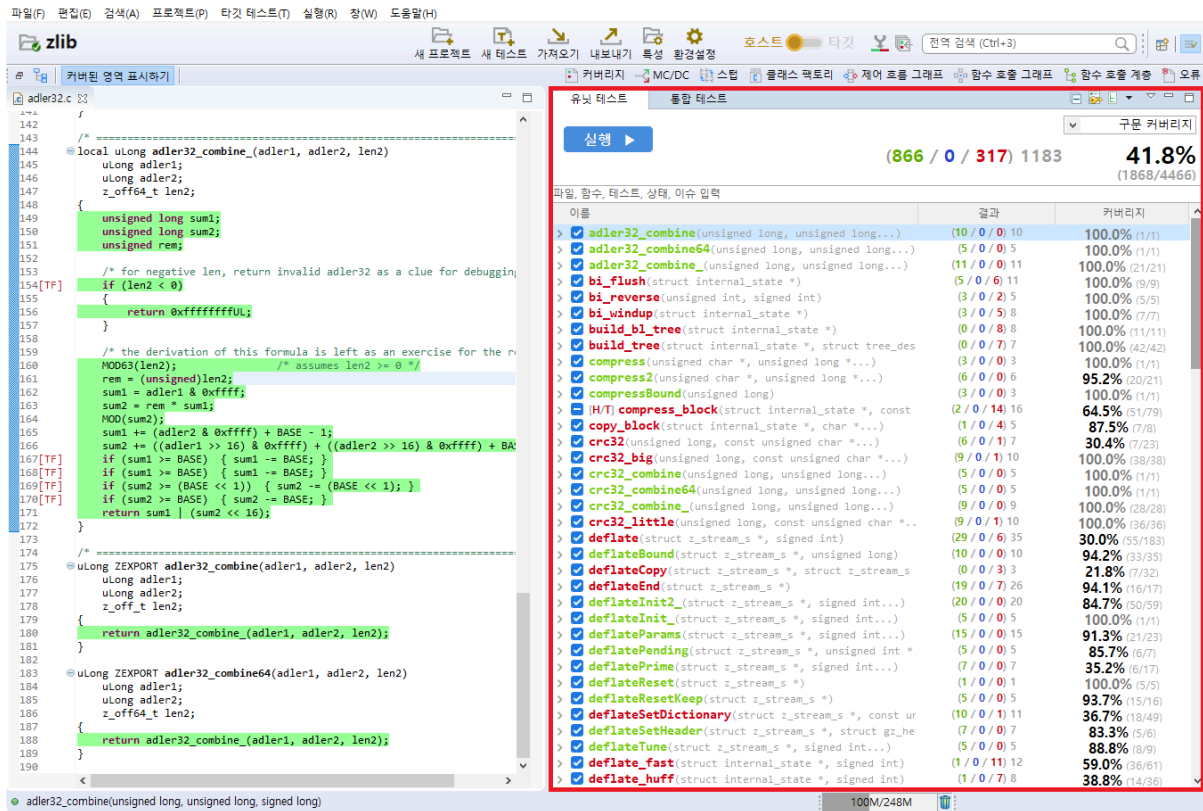 파일(F) 편집(E) 검색(A) 프로젝트(P) 타깃 테스트(T) 실행(R) 창(W) 도움말(H)
zlib
새 프로젝트 새 테스트 가져오기 내보내기 특성 환경설정
호스트 타깃
전역 검색 (Ctrl+3)
커버된 영역 표시하기
커버리지 MC/DC 스텁 클래스 팩토리 제어 흐름 그래프 함수 호출 그래프 함수 호출 계층 오류
adler32.c
141 }
142
143 /* ====================================================================
144 local uLong adler32_combine_(adler1, adler2, len2)
145 uLong adler1;
146 uLong adler2;
147 z_off64_t len2;
148 {
149 unsigned long sum1;
150 unsigned long sum2;
151 unsigned rem;
152
153 /* for negative len, return invalid adler32 as a clue for debugging
154[TF] if (len2 < 0)
155 {
156 return 0xffffffffUL;
157 }
158
159 /* the derivation of this formula is left as an exercise for the r
160 MOD63(len2); /* assumes len2 >= 0 */
161 rem = (unsigned)len2;
162 sum1 = adler1 & 0xffff;
163 sum2 = rem * sum1;
164 MOD(sum2);
165 sum1 += (adler2 & 0xffff) + BASE - 1;
166 sum2 += ((adler1 >> 16) & 0xffff) + ((adler2 >> 16) & 0xffff) + BAS
167[TF] if (sum1 >= BASE) { sum1 -= BASE; }
168[TF] if (sum1 >= BASE) { sum1 -= BASE; }
169[TF] if (sum2 >= (BASE << 1)) { sum2 -= (BASE << 1); }
170[TF] if (sum2 >= BASE) { sum2 -= BASE; }
171 return sum1 | (sum2 << 16);
172 }
173
174 /* ====================================================================
175 uLong ZEXPORT adler32_combine(adler1, adler2, len2)
176 uLong adler1;
177 uLong adler2;
178 z_off_t len2;
179 {
180 return adler32_combine_(adler1, adler2, len2);
181 }
182
183 uLong ZEXPORT adler32_combine64(adler1, adler2, len2)
184 uLong adler1;
185 uLong adler2;
186 z_off64_t len2;
187 {
188 return adler32_combine_(adler1, adler2, len2);
189 }
190
유닛 테스트 통합 테스트
실행
구문 커버리지
(866 / 0 / 317) 1183 41.8%
(1868/4466)
파일, 함수, 테스트, 상태, 이슈 입력
이름 결과 커버리지
adler32_combine(unsigned long, unsigned long...) (10 / 0 / 0) 10 100.0% (1/1)
adler32_combine64(unsigned long, unsigned long...) (5 / 0 / 0) 5 100.0% (1/1)
adler32_combine_(unsigned long, unsigned long...) (11 / 0 / 0) 11 100.0% (21/21)
bi_flush(struct internal_state *) (5 / 0 / 6) 11 100.0% (9/9)
bi_reverse(unsigned int, signed int) (3 / 0 / 2) 5 100.0% (5/5)
bi_windup(struct internal_state *) (3 / 0 / 5) 8 100.0% (7/7)
build_bl_tree(struct internal_state *) (0 / 0 / 8) 8 100.0% (11/11)
build_tree(struct internal_state *, struct tree_des (0 / 0 / 7) 7 100.0% (42/42)
compress(unsigned char *, unsigned long *...) (3 / 0 / 0) 3 100.0% (1/1)
compress2(unsigned char *, unsigned long *...) (6 / 0 / 0) 6 95.2% (20/21)
compressBound(unsigned long) (3 / 0 / 0) 3 100.0% (1/1)
[H/T] compress_block(struct internal_state *, const (2 / 0 / 14) 16 64.5% (51/79)
copy_block(struct internal_state *, char *...) (1 / 0 / 4) 5 87.5% (7/8)
crc32(unsigned long, const unsigned char *...) (6 / 0 / 1) 7 30.4% (7/23)
crc32_big(unsigned long, const unsigned char *...) (9 / 0 / 1) 10 100.0% (38/38)
crc32_combine(unsigned long, unsigned long...) (5 / 0 / 0) 5 100.0% (1/1)
crc32_combine64(unsigned long, unsigned long...) (5 / 0 / 0) 5 100.0% (1/1)
crc32_combine_(unsigned long, unsigned long...) (9 / 0 / 0) 9 100.0% (28/28)
crc32_little(unsigned long, const unsigned char *.. (9 / 0 / 1) 10 100.0% (36/36)
deflate(struct z_stream_s *, signed int) (29 / 0 / 6) 35 30.0% (55/183)
deflateBound(struct z_stream_s *, unsigned long) (10 / 0 / 0) 10 94.2% (33/35)
deflateCopy(struct z_stream_s *, struct z_stream_s (0 / 0 / 3) 3 21.8% (7/32)
deflateEnd(struct z_stream_s *) (19 / 0 / 7) 26 94.1% (16/17)
deflateInit2_(struct z_stream_s *, signed int...) (20 / 0 / 0) 20 84.7% (50/59)
deflateInit_(struct z_stream_s *, signed int...) (5 / 0 / 0) 5 100.0% (1/1)
deflateParams(struct z_stream_s *, signed int...) (15 / 0 / 0) 15 91.3% (21/23)
deflatePending(struct z_stream_s *, unsigned int * (5 / 0 / 0) 5 85.7% (6/7)
deflatePrime(struct z_stream_s *, signed int...) (7 / 0 / 0) 7 35.2% (6/17)
deflateReset(struct z_stream_s *) (1 / 0 / 0) 1 100.0% (5/5)
deflateResetKeep(struct z_stream_s *) (5 / 0 / 0) 5 93.7% (15/16)
deflateSetDictionary(struct z_stream_s *, const ur (10 / 0 / 1) 11 36.7% (18/49)
deflateSetHeader(struct z_stream_s *, struct gz_he (7 / 0 / 0) 7 83.3% (5/6)
deflateTune(struct z_stream_s *, signed int...) (5 / 0 / 0) 5 88.8% (8/9)
deflate_fast(struct internal_state *, signed int) (1 / 0 / 11) 12 59.0% (36/61)
deflate_huff(struct internal_state *, signed int) (1 / 0 / 7) 8 38.8% (14/36)
adler32_combine(unsigned long, unsigned long, signed long)
100M/248M